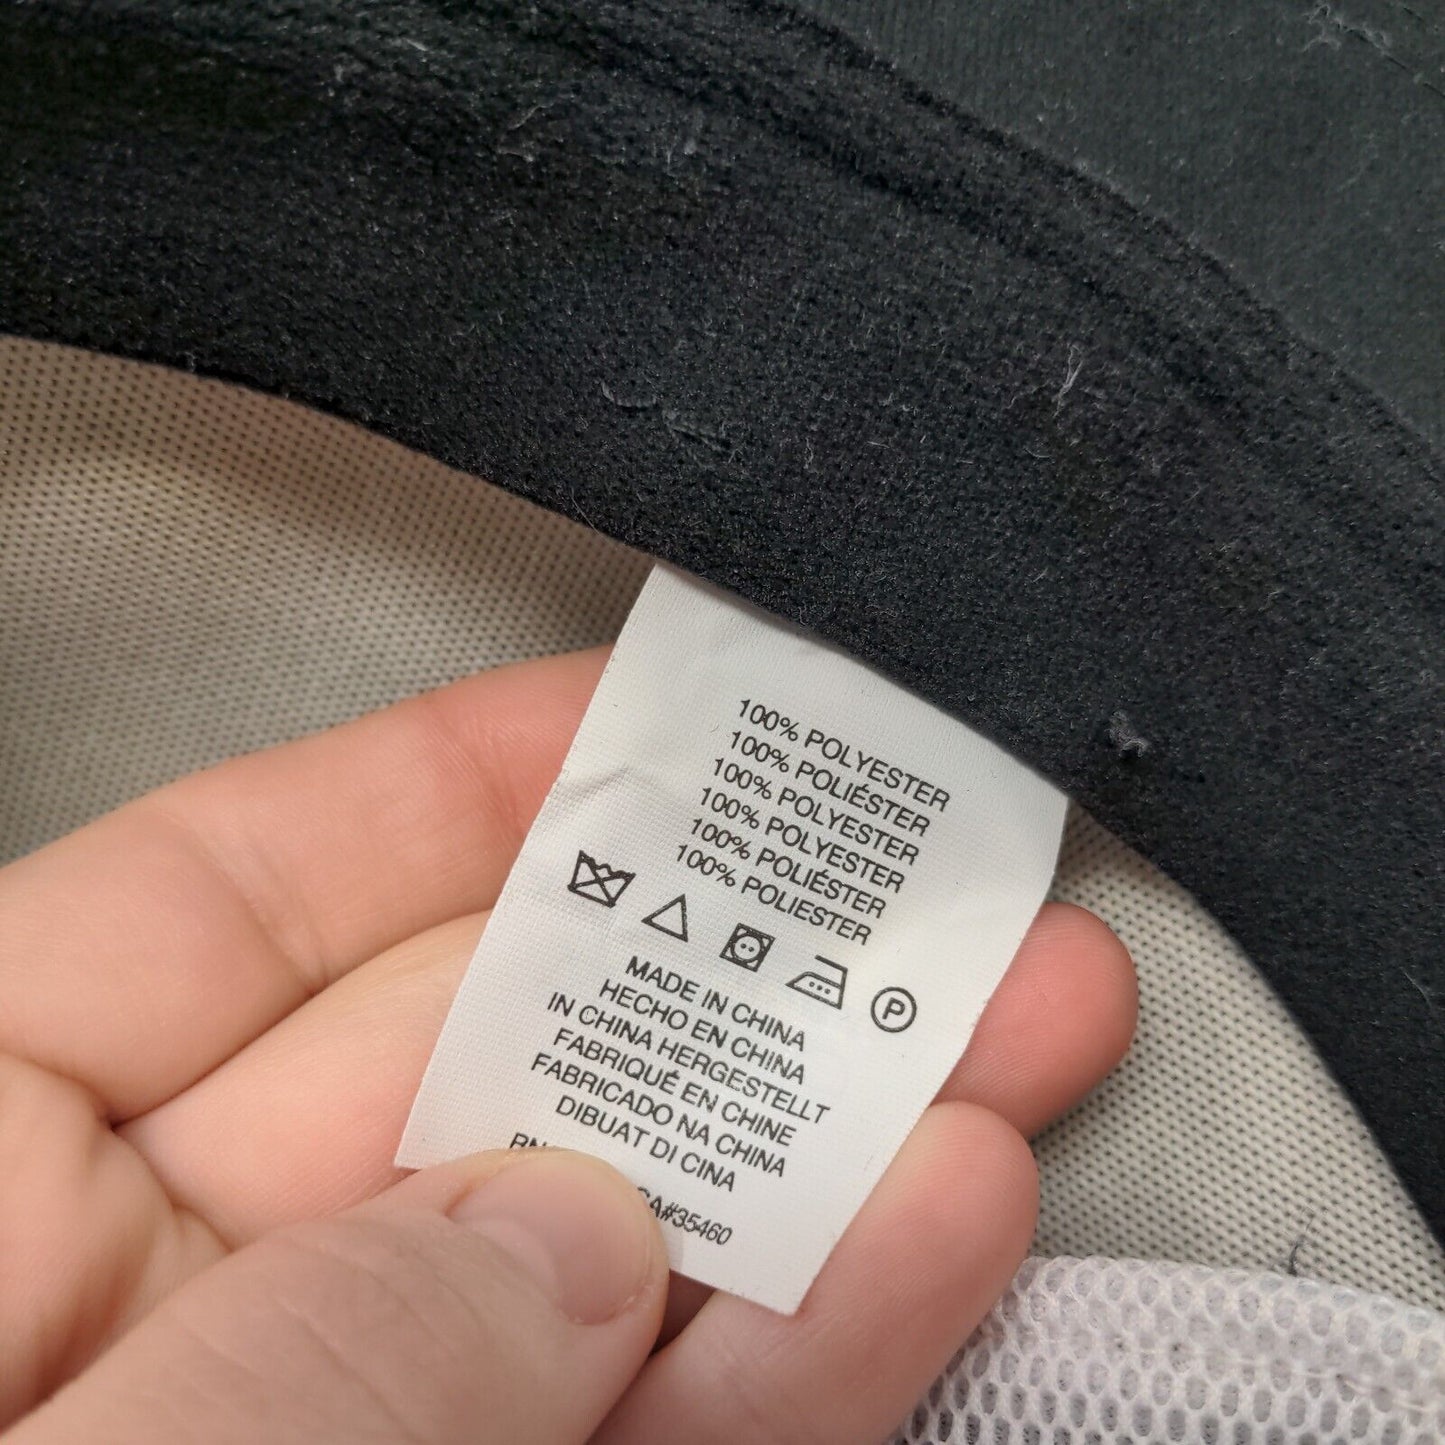 100% POLYESTER
100% POLIÉSTER
100% POLYESTER
100% POLYESTER
100% POLIÉSTER
100% POLIESTER
P
MADE IN CHINA
HECHO EN CHINA
IN CHINA HERGESTELLT
FABRIQUÉ EN CHINE
FABRICADO NA CHINA
DIBUAT DI CINA
CA#35460